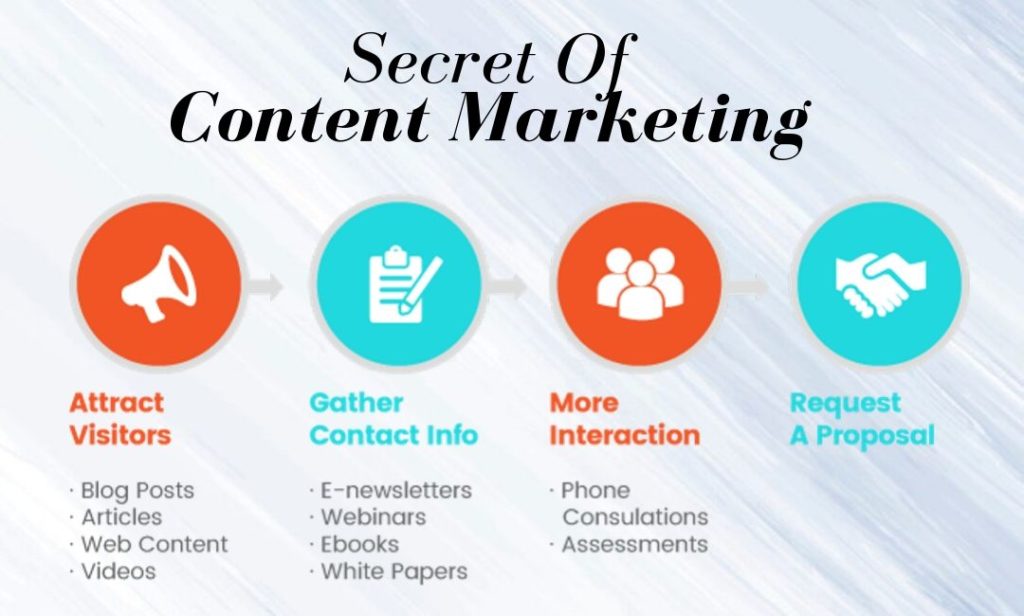 Secret Of
Content Marketing
Attract
Visitors
· Blog Posts
· Articles
· Web Content
· Videos
Gather
Contact Info
· E-newsletters
· Webinars
· Ebooks
· White Papers
More
Interaction
· Phone
Consulations
· Assessments
Request
A Proposal